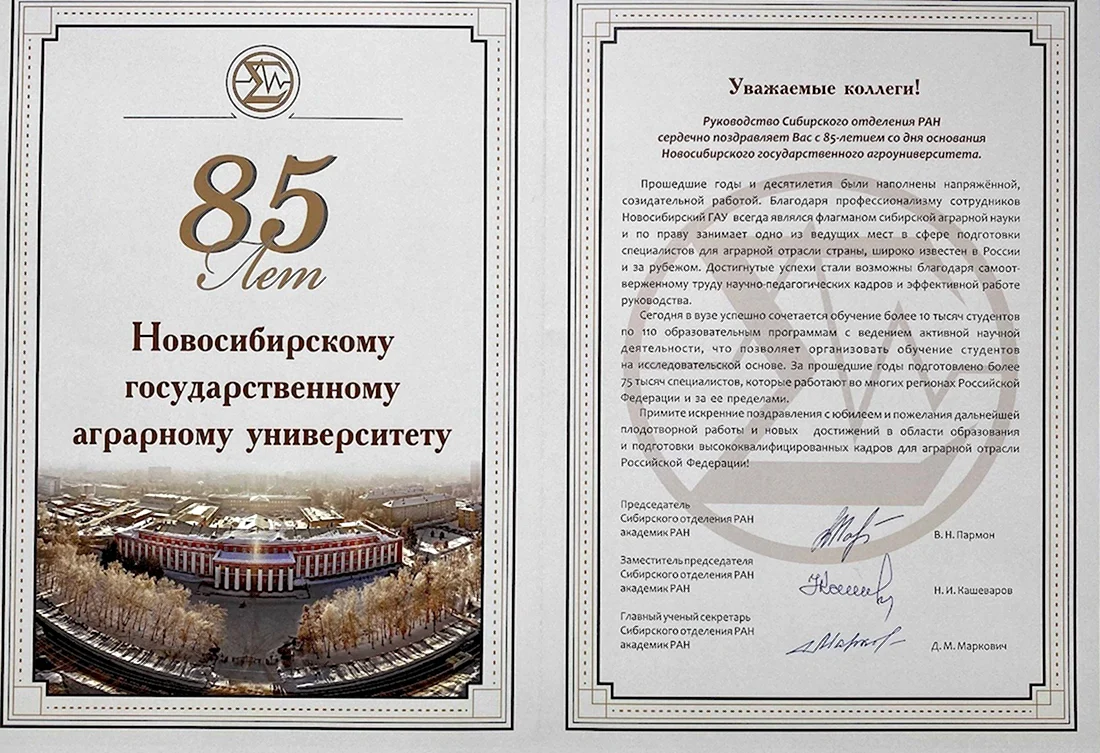 85
Лет
Новосибирскому
государственному
аграрному университету
Уважаемые коллеги!
Руководство Сибирского отделения РАН
сердечно поздравляет Вас с 85-летием со дня основания
Новосибирского государственного агроуниверситета.
Прошедшие годы и десятилетия были наполнены напряжённой,
созидательной работой. Благодаря профессионализму сотрудников
Новосибирский ГАУ всегда являлся флагманом сибирской аграрной науки
и по праву занимает одно из ведущих мест в сфере подготовки
специалистов для аграрной отрасли страны, широко известен в России
и за рубежом. Достигнутые успехи стали возможны благодаря самоот-
верженному труду научно-педагогических кадров и эффективной работе
руководства.
Сегодня в вузе успешно сочетается обучение более 10 тысяч студентов
по 110 образовательным программам с ведением активной научной
деятельности, что позволяет организовать обучение студентов
на исследовательской основе. За прошедшие годы подготовлено более
75 тысяч специалистов, которые работают во многих регионах Российской
Федерации и за ее пределами.
Примите искренние поздравления с юбилеем и пожелания дальнейшей
плодотворной работы и новых достижений в области образования
и подготовки высококвалифицированных кадров для аграрной отрасли
Российской Федерации!
Председатель
Сибирского отделения РАН
академик РАН
В. Н. Пармон
Заместитель председателя
Сибирского отделения РАН
академик РАН
Н. И. Кашеваров
Главный ученый секретарь
Сибирского отделения РАН
академик РАН
Д. М. Маркович